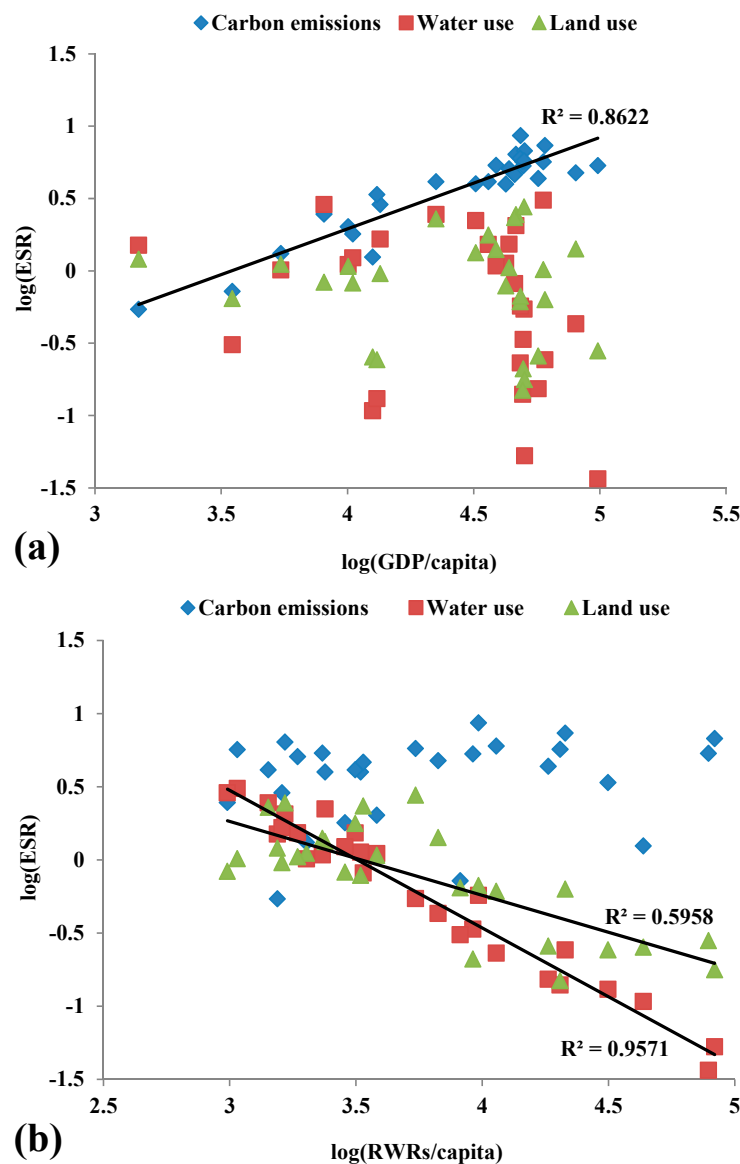 Carbon emissions Water use Land use
1.5
R² = 0.8622
1
0.5
log(ESR)
0
-0.5
-1
-1.5
3 3.5 4 4.5 5 5.5
(a)
log(GDP/capita)
Carbon emissions Water use Land use
1.5
1
0.5
log(ESR)
0
R² = 0.5958
-0.5
-1
R² = 0.9571
-1.5
2.5 3 3.5 4 4.5 5
(b)
log(RWRs/capita)